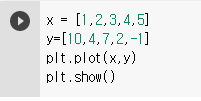 x = [1,2,3,4,5]
y=[10,4,7,2,-1]
plt.plot(x,y)
plt.show()